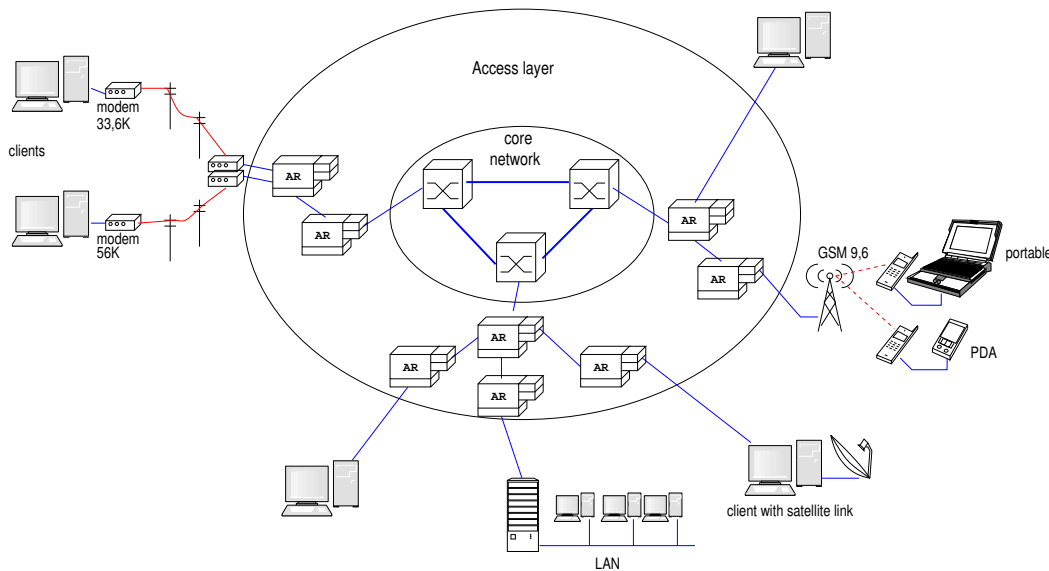 Access layer
modem
33,6K
clients
core
network
AR
AR
AR
modem
56K
GSM 9,6
portable
AR
AR
AR
AR
PDA
AR
client with satellite link
LAN